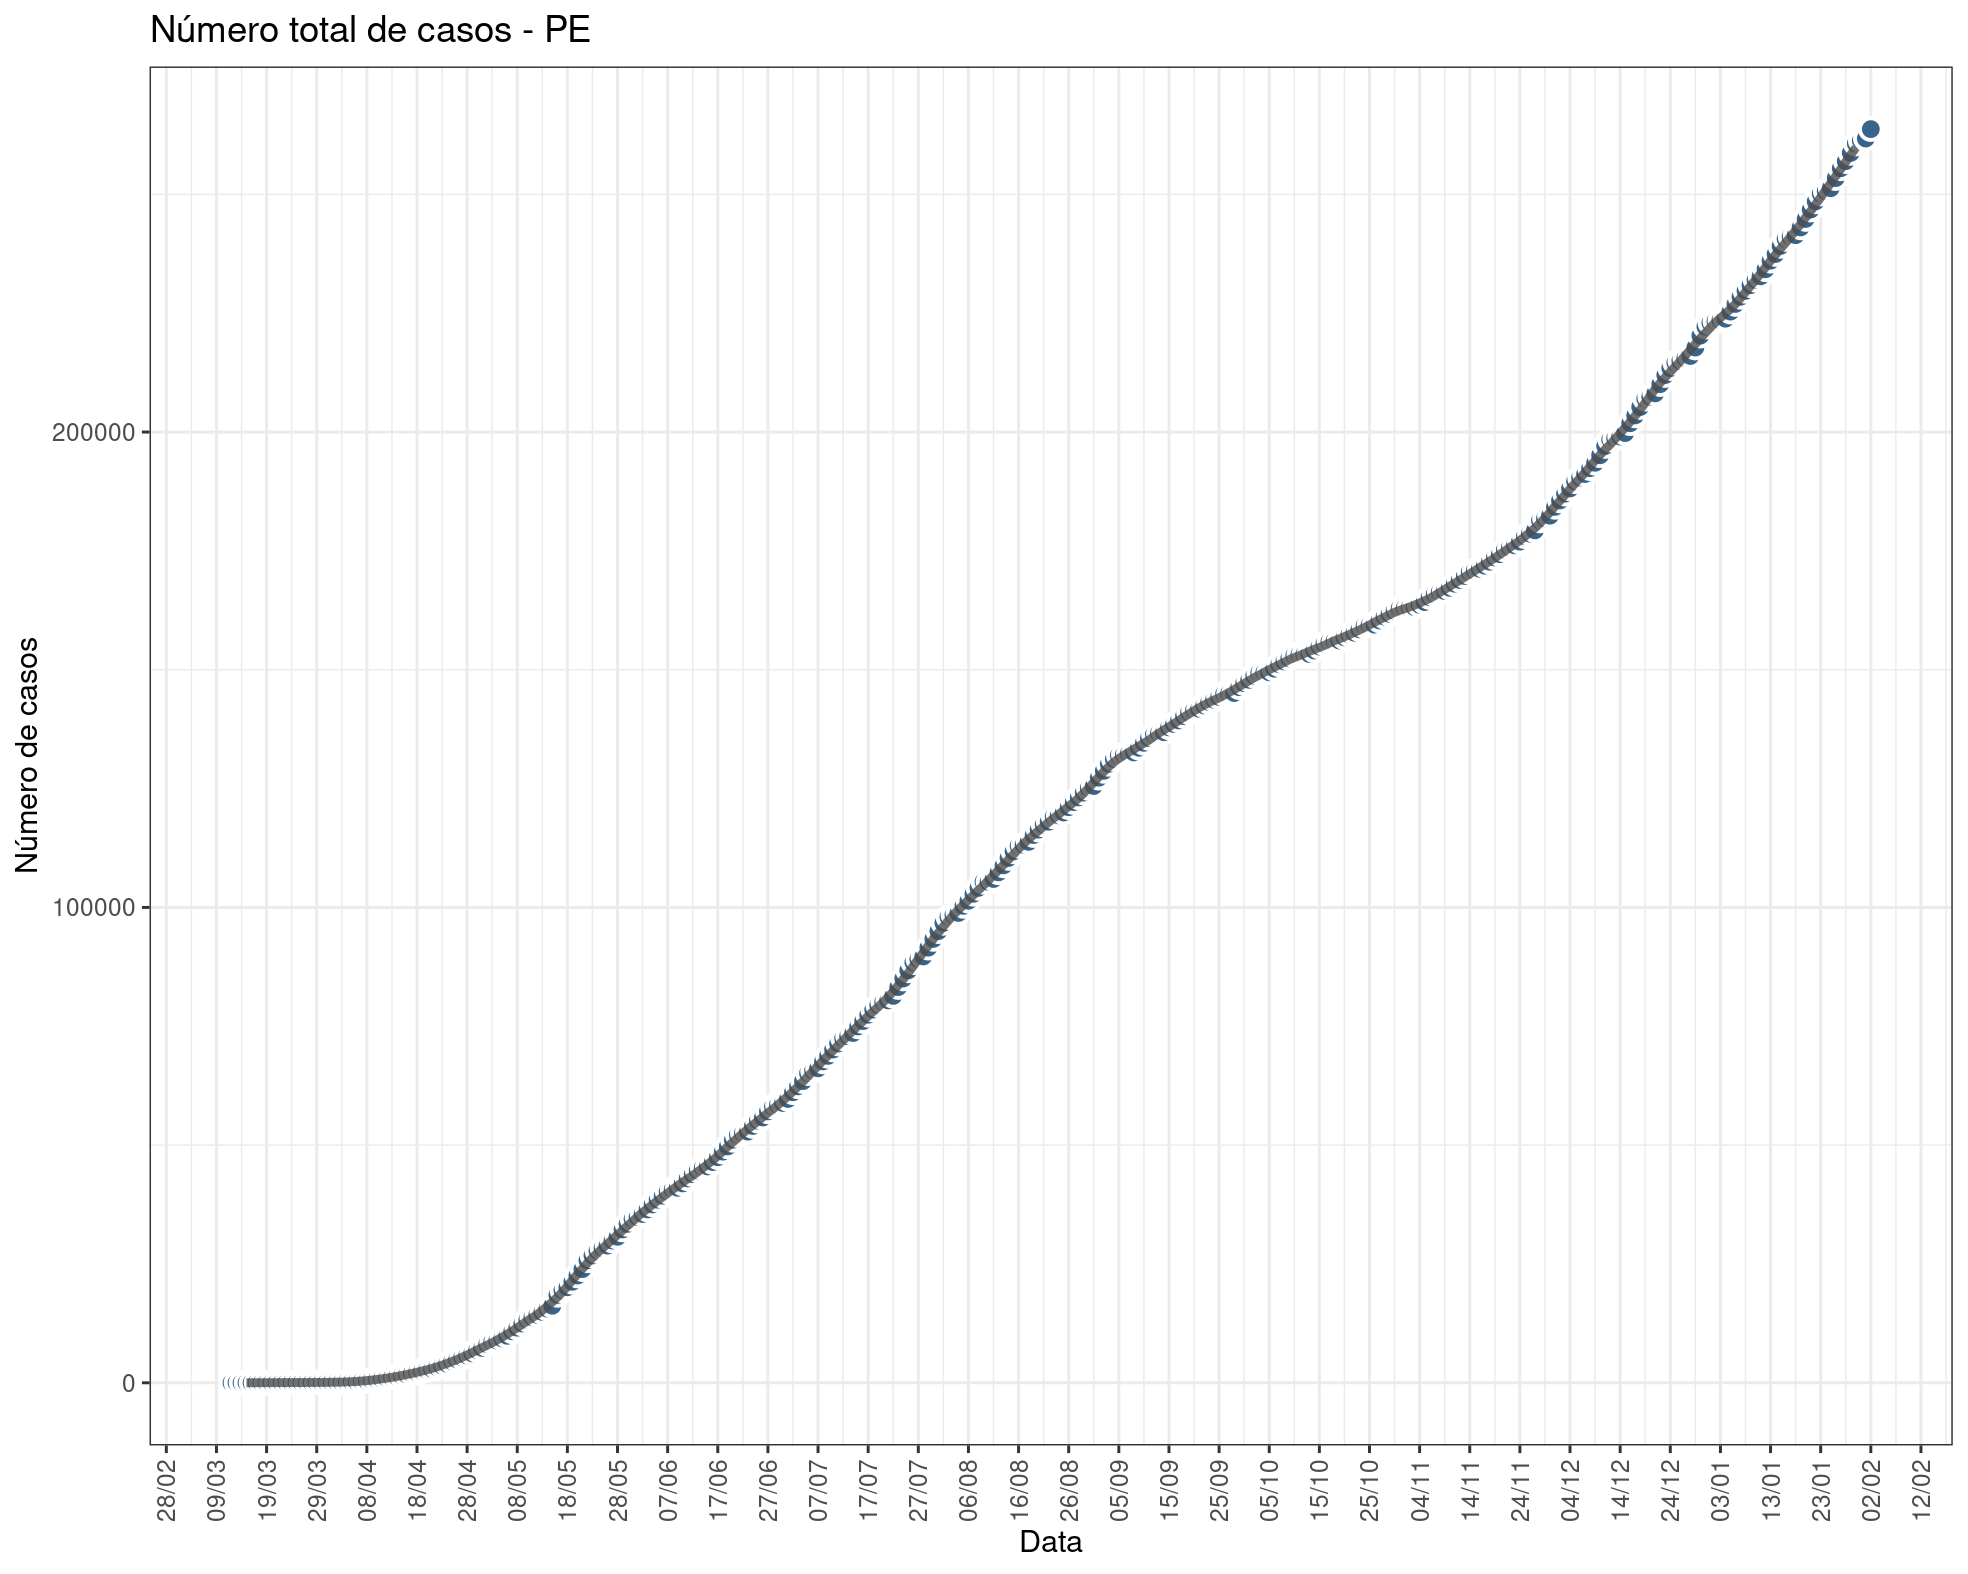 Número total de casos - PE
Número de casos
200000
100000
0
28/02 09/03 19/03 29/03 08/04 18/04 28/04 08/05 18/05 28/05 07/06 17/06 27/06 07/07 17/07 27/07 06/08 16/08 26/08 05/09 15/09 25/09 05/10 15/10 25/10 04/11 14/11 24/11 04/12 14/12 24/12 03/01 13/01 23/01 02/02 12/02
Data